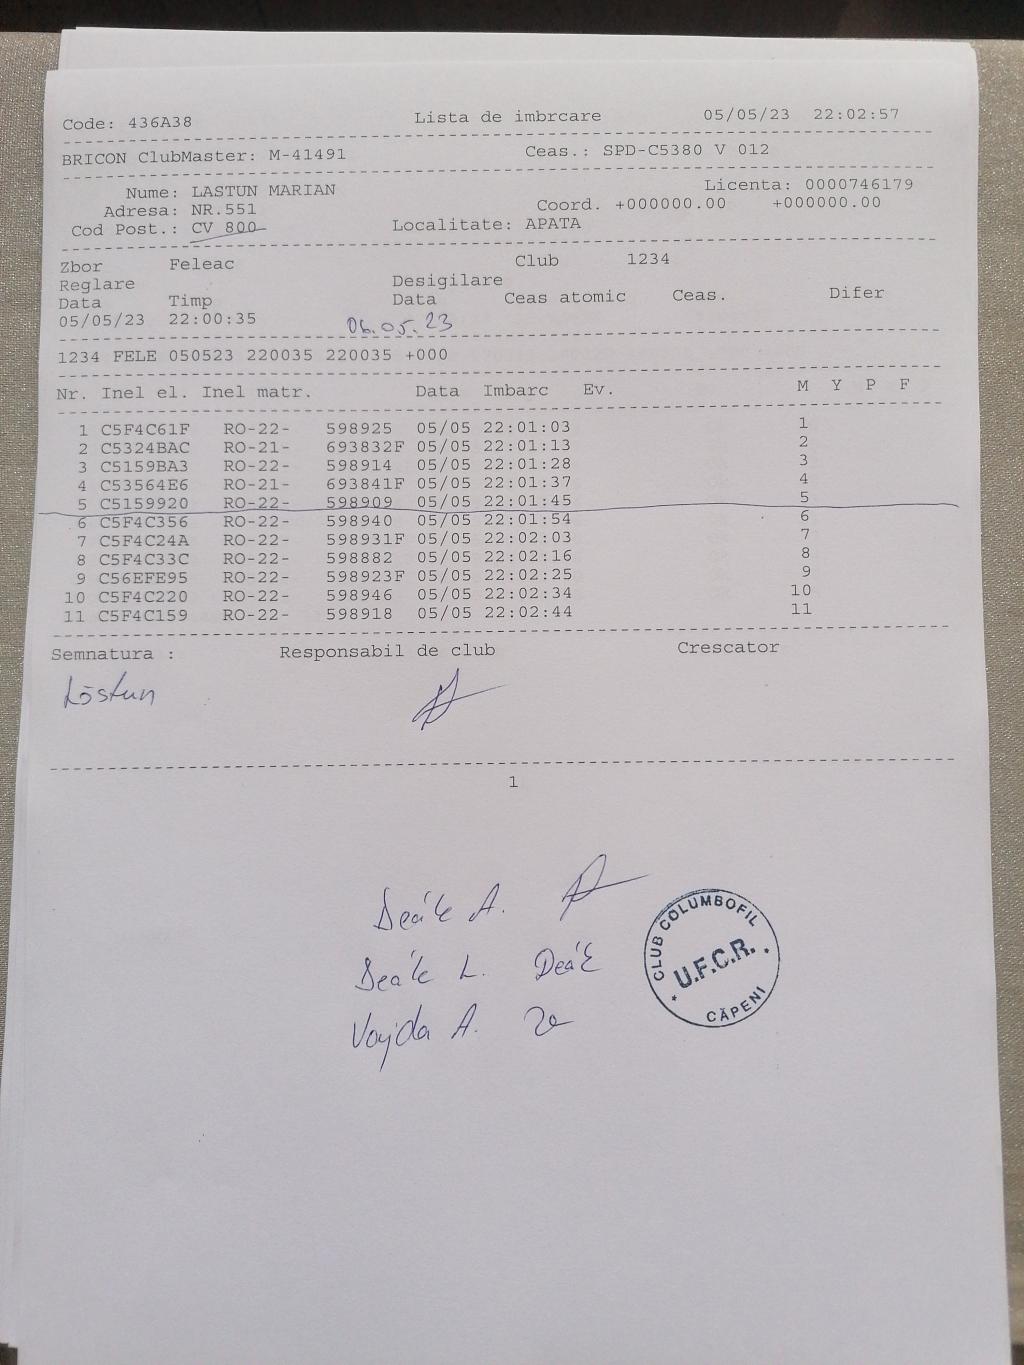 Code: 436A38 Lista de imbrcare 05/05/23 22:02:57
BRICON ClubMaster: M-41491 Ceas.: SPD-C5380 V 012
Nume: LASTUN MARIAN Licenta: 0000746179
Adresa: NR.551 Coord. +000000.00 +000000.00
Cod Post.: CV 800 Localitate: APATA
Zbor Feleac Club 1234
Reglare Desigilare
Data Timp Data Ceas atomic Ceas. Difer
05/05/23 22:00:35 06.05.23
1234 FELE 050523 220035 220035 +000
Nr. Inel el. Inel matr. Data Imbarc Ev. M Y P F
1 C5F4C61F RO-22- 598925 05/05 22:01:03 1
2 C5324BAC RO-21- 693832F 05/05 22:01:13 2
3 C5159BA3 RO-22- 598914 05/05 22:01:28 3
4 C53564E6 RO-21- 693841F 05/05 22:01:37 4
5 C5159920 RO-22- 598909 05/05 22:01:45 5
6 C5F4C356 RO-22- 598940 05/05 22:01:54 6
7 C5F4C24A RO-22- 598931F 05/05 22:02:03 7
8 C5F4C33C RO-22- 598882 05/05 22:02:16 8
9 C56EFE95 RO-22- 598923F 05/05 22:02:25 9
10 C5F4C220 RO-22- 598946 05/05 22:02:34 10
11 C5F4C159 RO-22- 598918 05/05 22:02:44 11
Semnatura : Responsabil de club Crescator
Lăstun
1
Deák A.
Deák L. Deák
Vajda A.
CLUB COLUMBOFIL
U.F.C.R.
CĂPENI